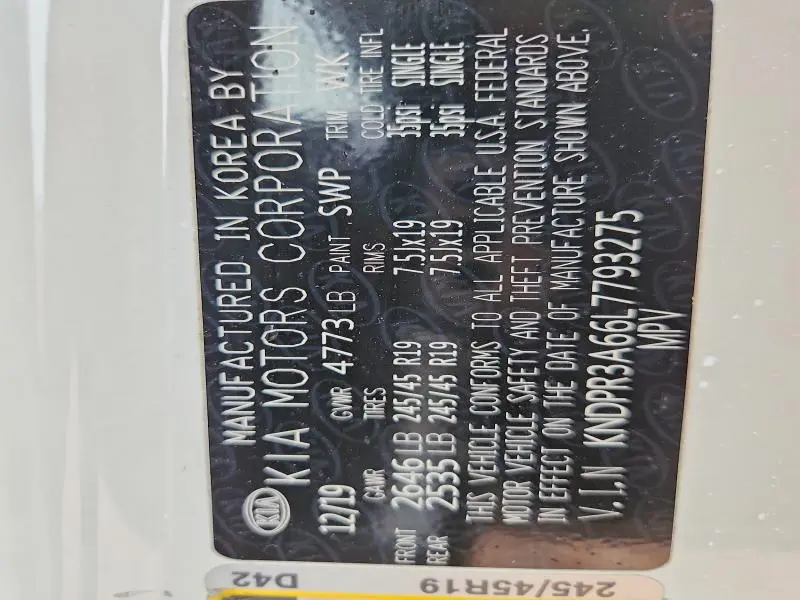 KIA
MANUFACTURED IN KOREA BY
KIA MOTORS CORPORATION
12/19 GVWR 4773 LB PAINT SWP TRIM WK
GAWR TIRES RIMS COLD TIRE INFL
FRONT 2646 LB 245/45 R19 7.5Jx19 35psi SINGLE
REAR 2535 LB 245/45 R19 7.5Jx19 35psi SINGLE
THIS VEHICLE CONFORMS TO ALL APPLICABLE U.S.A. FEDERAL
MOTOR VEHICLE SAFETY AND THEFT PREVENTION STANDARDS
IN EFFECT ON THE DATE OF MANUFACTURE SHOWN ABOVE.
V.I.N KNDPR3A66L7793275
MPV
D42
245/45R19